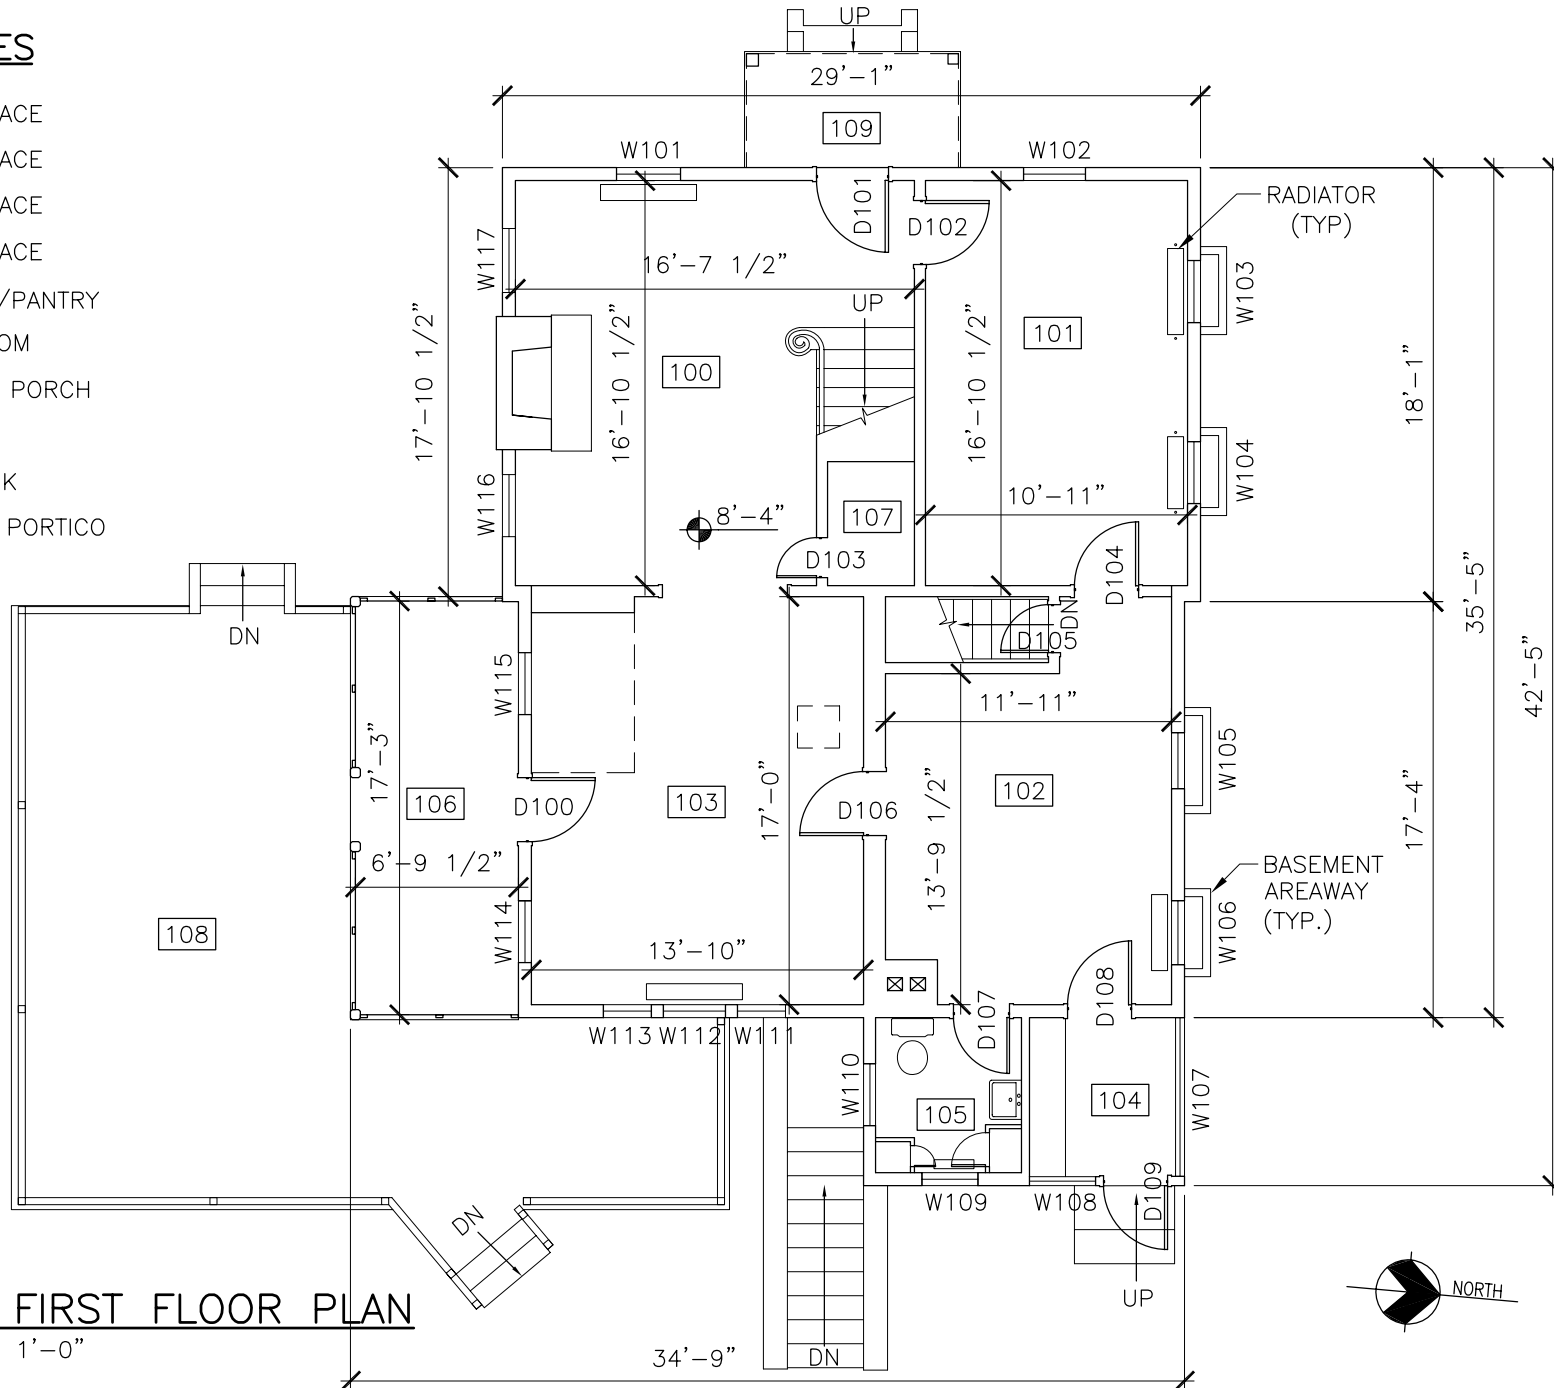 ES
ACE
ACE
ACE
ACE
/PANTRY
OM
PORCH
K
PORTICO
UP
29'-1"
109
W101
W102
D101
D102
RADIATOR
(TYP)
W117
16'-7 1/2"
W103
UP
17'-10 1/2"
16'-10 1/2"
100
101
16'-10 1/2"
18'-1"
W116
8'-4"
107
10'-11"
W104
D103
D104
35'-5"
42'-5"
DN
DN
D105
W115
11'-11"
17'-3"
106
D100
103
17'-0"
D106
102
W105
17'-4"
6'-9 1/2"
13'-9 1/2"
BASEMENT
AREAWAY
(TYP.)
108
W114
13'-10"
W106
D107
D108
W113
W112
W111
W110
105
104
W107
W109
W108
D109
DN
UP
NORTH
FIRST FLOOR PLAN
1'-0"
34'-9"
DN